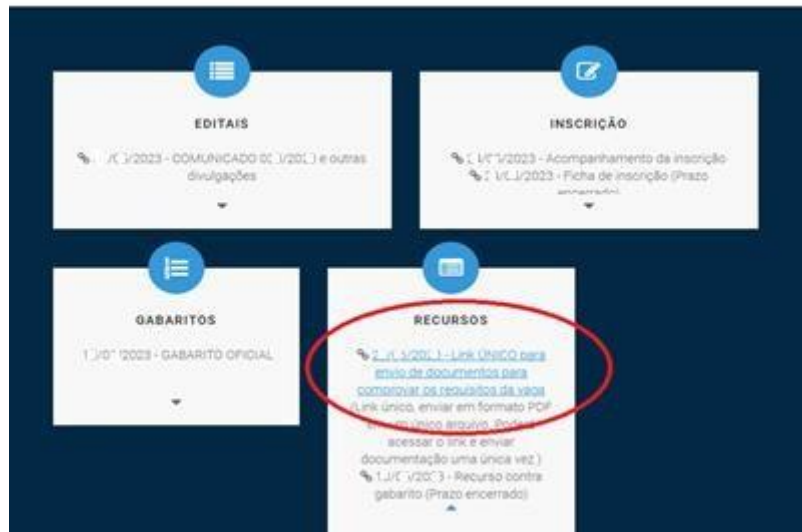 EDITAIS
/2023 - COMUNICADO e outras
divulgações
INSCRIÇÃO
/2023 - Acompanhamento da inscrição
/2023 - Ficha de inscrição (Prazo
encerrado)
GABARITOS
2023 - GABARITO OFICIAL
RECURSOS
- Link ÚNICO para
envio de documentos para
comprovar os requisitos da vaga
(Link único, enviar em formato PDF
único arquivo.
acessar o link e enviar
documentação uma única vez )
- Recurso contra
gabarito (Prazo encerrado)